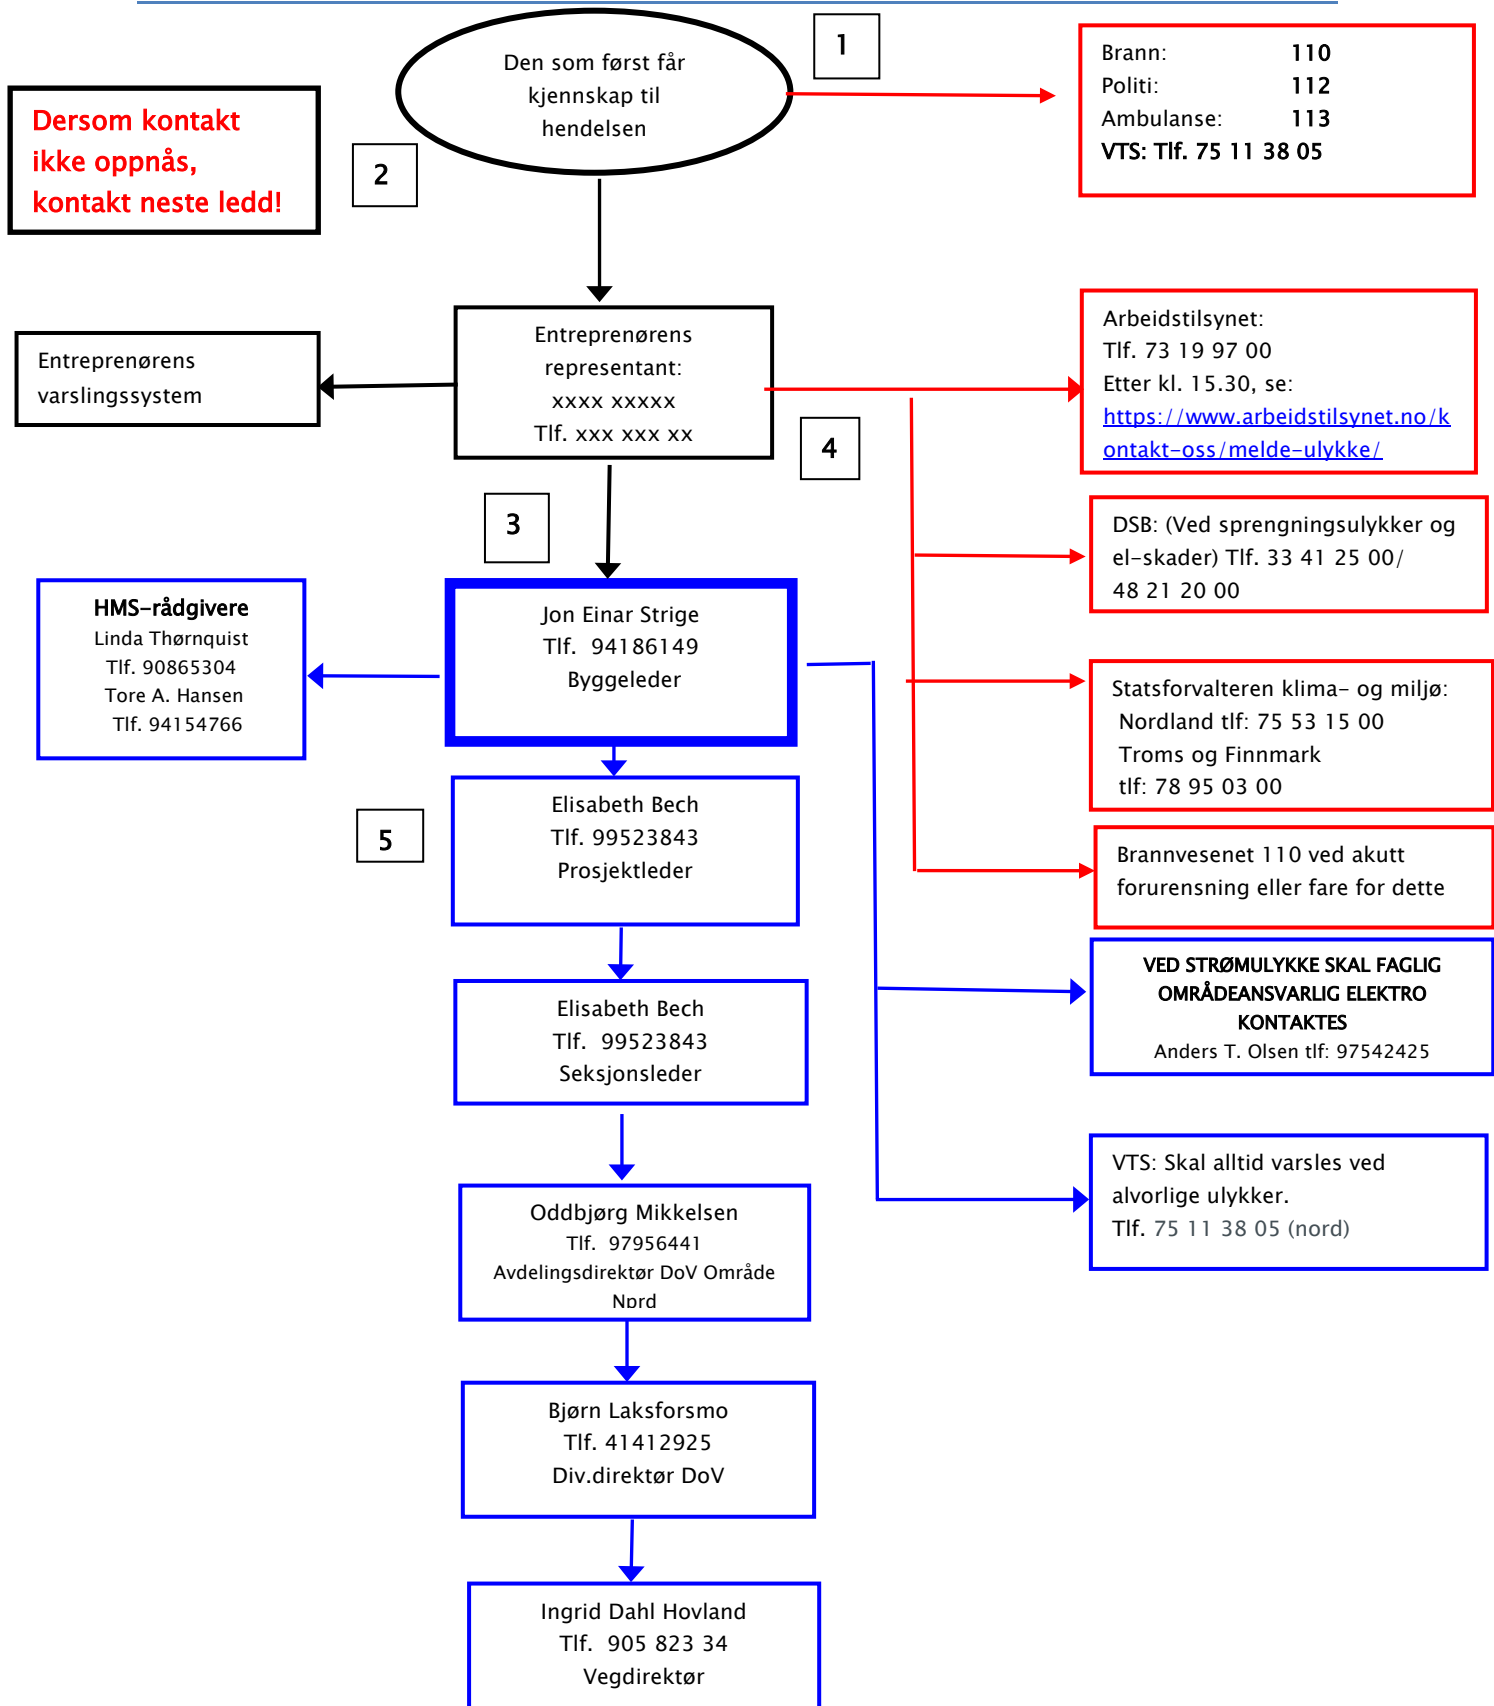 Den som først får
kjennskap til
hendelsen
1
Brann: 110
Politi: 112
Ambulanse: 113
VTS: Tlf. 75 11 38 05
Dersom kontakt
ikke oppnås,
kontakt neste ledd!
2
Entreprenørens
representant:
xxxx xxxxx
Tlf. xxx xxx xx
Entreprenørens
varslingssystem
4
Arbeidstilsynet:
Tlf. 73 19 97 00
Etter kl. 15.30, se:
https://www.arbeidstilsynet.no/k
ontakt-oss/melde-ulykke/
3
DSB: (Ved sprengningsulykker og
el-skader) Tlf. 33 41 25 00/
48 21 20 00
HMS-rådgivere
Linda Thørnquist
Tlf. 90865304
Tore A. Hansen
Tlf. 94154766
Jon Einar Strige
Tlf. 94186149
Byggeleder
Statsforvalteren klima- og miljø:
Nordland tlf: 75 53 15 00
Troms og Finnmark
tlf: 78 95 03 00
5
Elisabeth Bech
Tlf. 99523843
Prosjektleder
Brannvesenet 110 ved akutt
forurensning eller fare for dette
Elisabeth Bech
Tlf. 99523843
Seksjonsleder
VED STRØMULYKKE SKAL FAGLIG
OMRÅDEANSVARLIG ELEKTRO
KONTAKTES
Anders T. Olsen tlf: 97542425
VTS: Skal alltid varsles ved
alvorlige ulykker.
Tlf. 75 11 38 05 (nord)
Oddbjørg Mikkelsen
Tlf. 97956441
Avdelingsdirektør DoV Område
Nord
Bjørn Laksforsmo
Tlf. 41412925
Div.direktør DoV
Ingrid Dahl Hovland
Tlf. 905 823 34
Vegdirektør